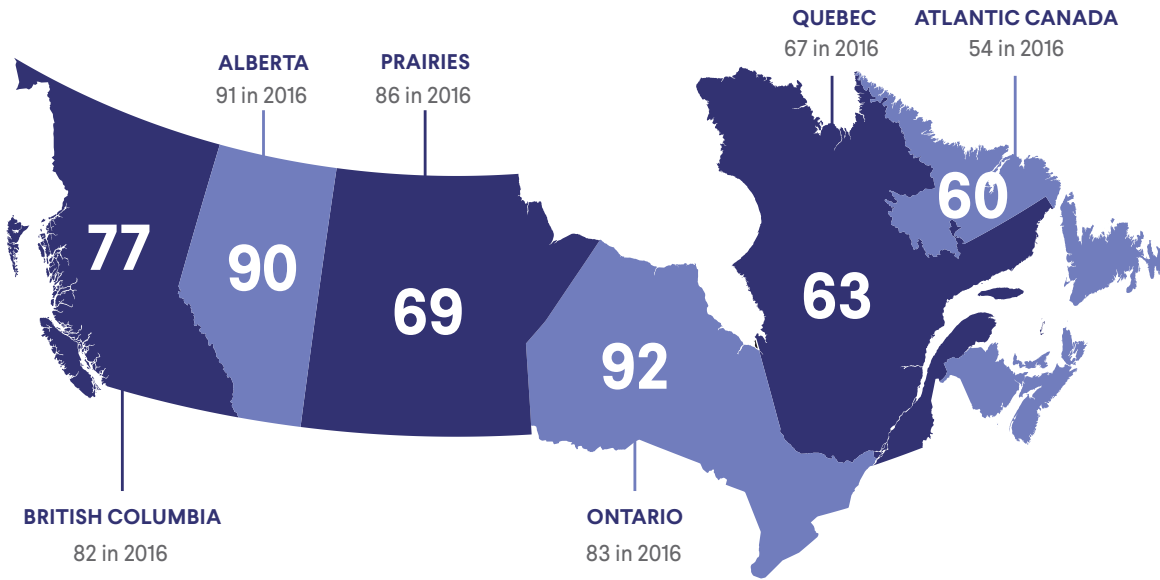 QUEBEC
67 in 2016
ATLANTIC CANADA
54 in 2016
ALBERTA
91 in 2016
PRAIRIES
86 in 2016
77
90
69
92
63
60
BRITISH COLUMBIA
82 in 2016
ONTARIO
83 in 2016